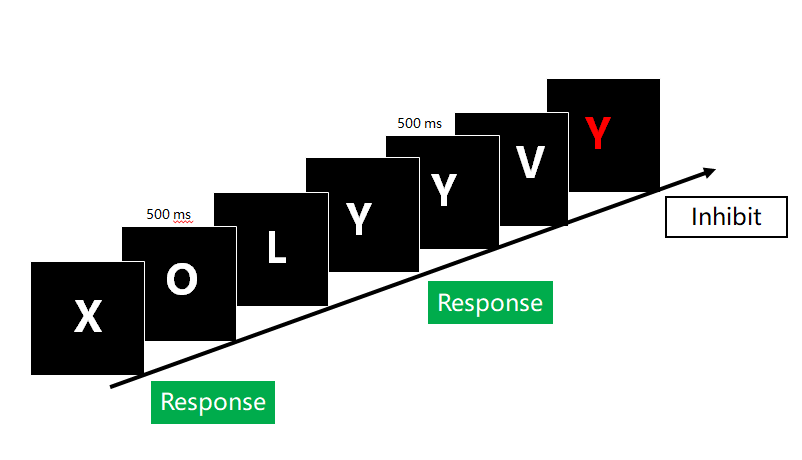 500 ms
Y
500 ms
V
Y
Y
L
O
X
Inhibit
Response
Response